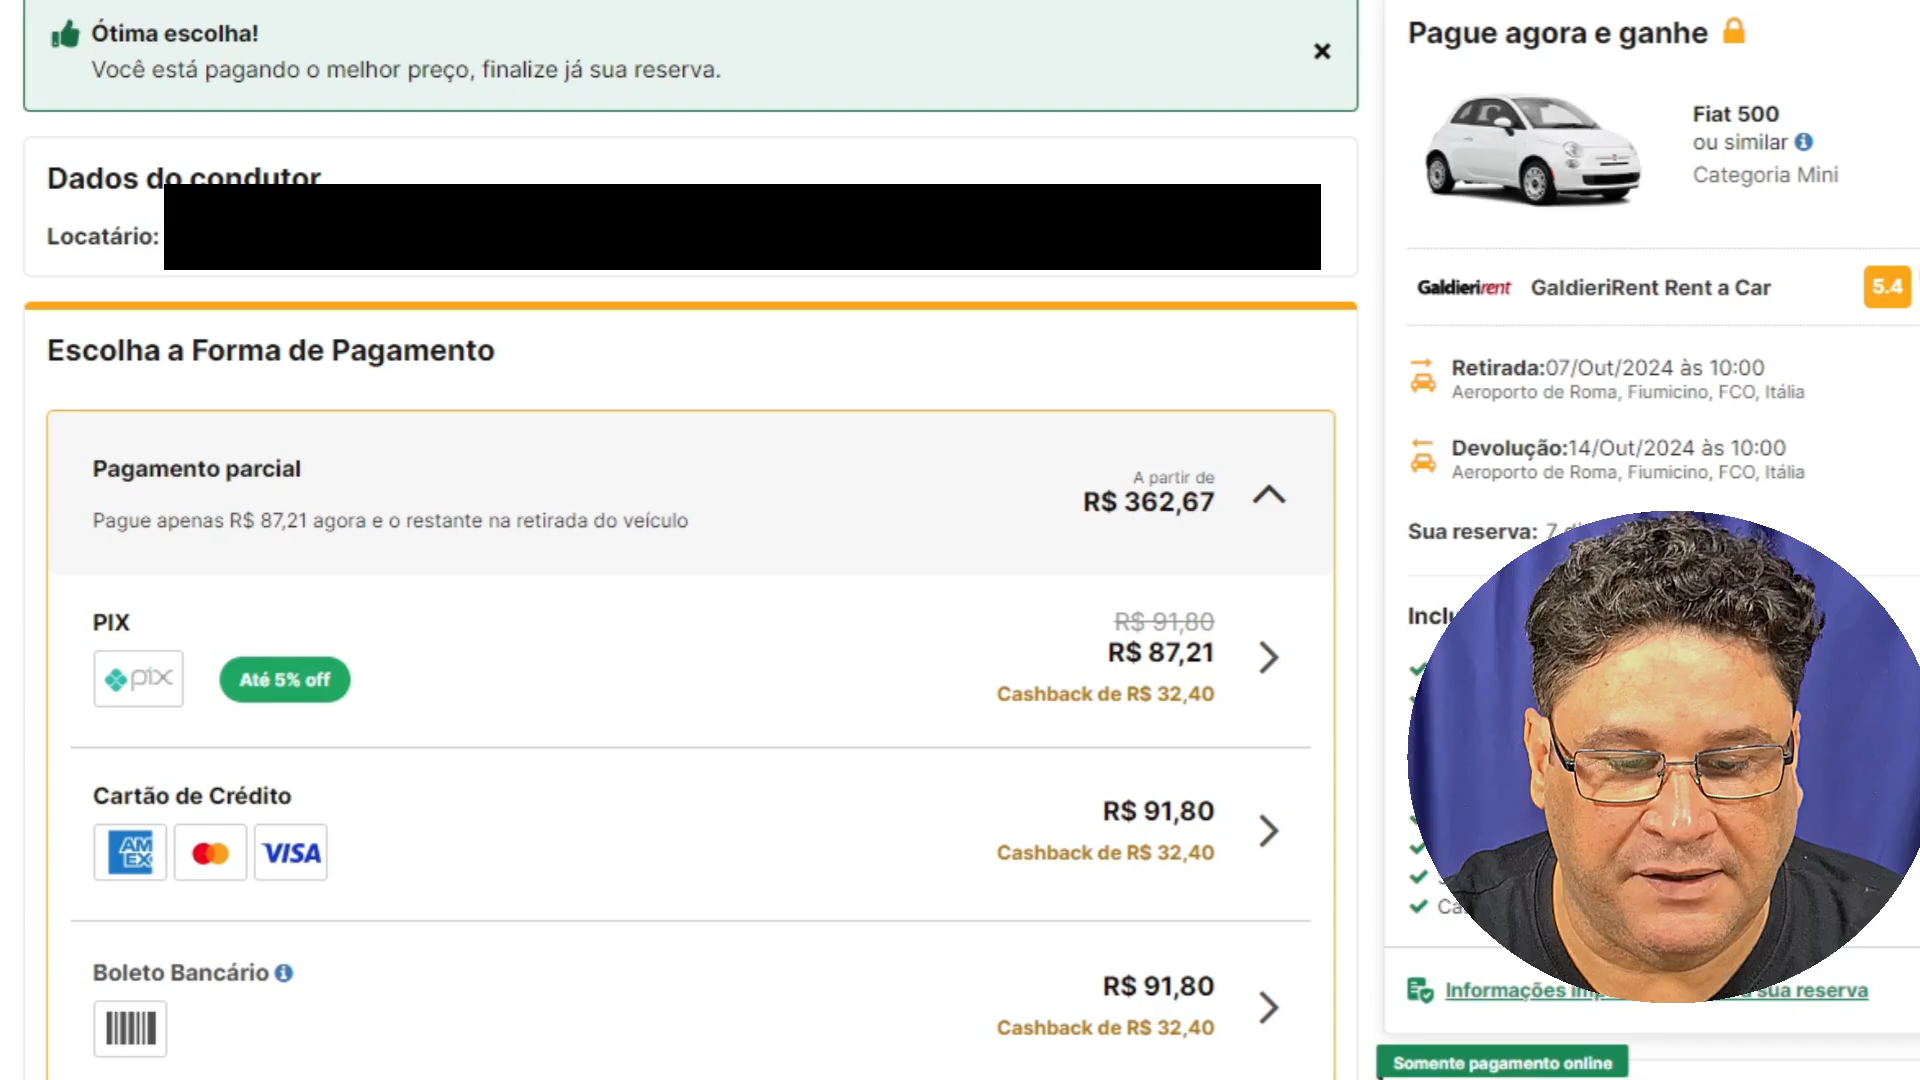 Ótima escolha!
Você está pagando o melhor preço, finalize já sua reserva.
Dados do condutor
Locatário:
Escolha a Forma de Pagamento
Pagamento parcial
Pague apenas R$ 87,21 agora e o restante na retirada do veículo
A partir de
R$ 362,67
PIX
pix
Até 5% off
R$ 91,80
R$ 87,21
Cashback de R$ 32,40
Cartão de Crédito
AM
EX
VISA
R$ 91,80
Cashback de R$ 32,40
Boleto Bancário
R$ 91,80
Cashback de R$ 32,40
Pague agora e ganhe
Fiat 500
ou similar
Categoria Mini
Galdierirent
GaldieriRent Rent a Car
5.4
Retirada:07/Out/2024 às 10:00
Aeroporto de Roma, Fiumicino, FCO, Itália
Devolução:14/Out/2024 às 10:00
Aeroporto de Roma, Fiumicino, FCO, Itália
Sua reserva: 7
Informações sua reserva
Somente pagamento online